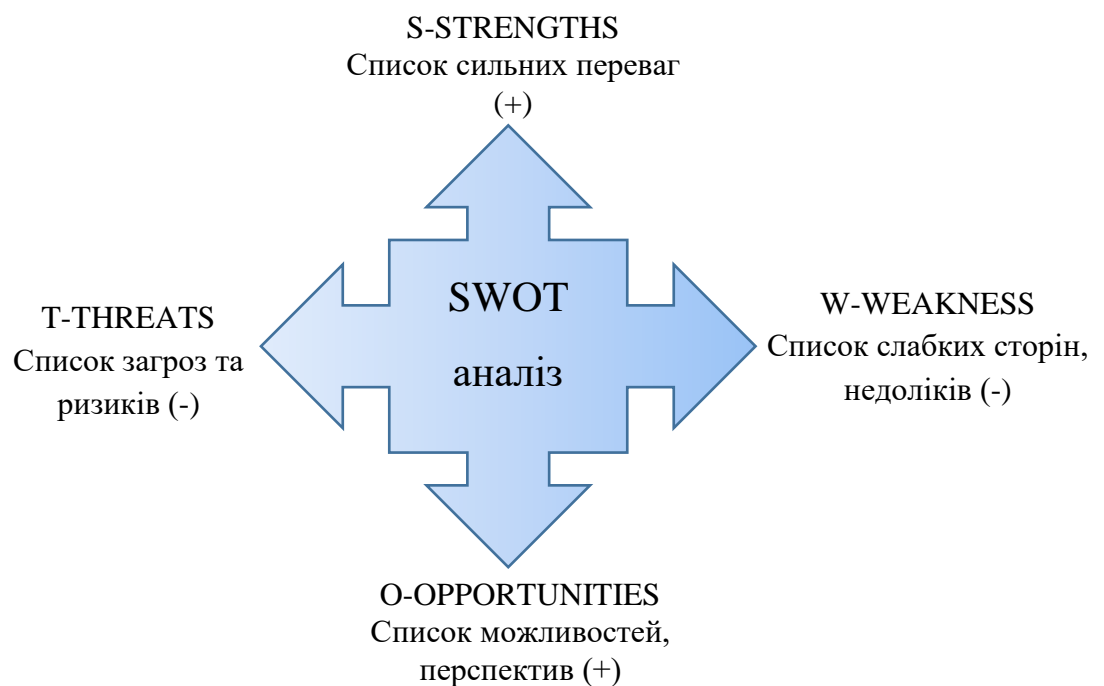 S-STRENGTHS
Список сильних переваг
(+)
T-THREATS
Список загроз та
ризиків (-)
SWOT
аналіз
W-WEAKNESS
Список слабких сторін,
недоліків (-)
O-OPPORTUNITIES
Список можливостей,
перспектив (+)